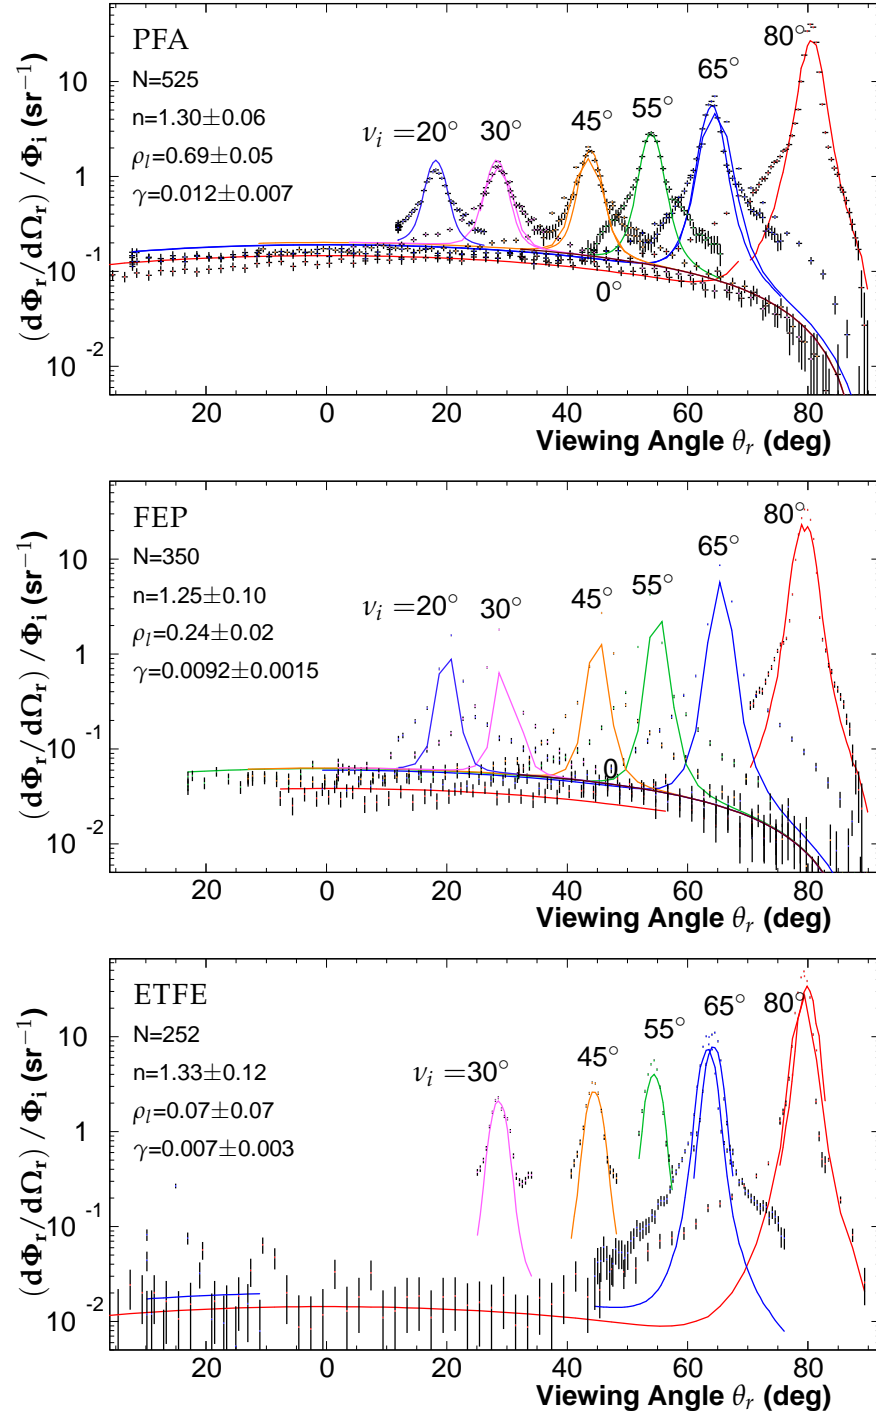 PFA
N=525
n=1.30±0.06
ρ_l=0.69±0.05
γ=0.012±0.007
ν_i =20° 30° 45° 55° 65° 80°
0°
(dΦ_r/dΩ_r) / Φ_i (sr⁻¹)
10
1
10⁻¹
10⁻²
20 0 20 40 60 80
Viewing Angle θ_r (deg)
FEP
N=350
n=1.25±0.10
ρ_l=0.24±0.02
γ=0.0092±0.0015
ν_i =20° 30° 45° 55° 65° 80°
0
(dΦ_r/dΩ_r) / Φ_i (sr⁻¹)
10
1
10⁻¹
10⁻²
20 0 20 40 60 80
Viewing Angle θ_r (deg)
ETFE
N=252
n=1.33±0.12
ρ_l=0.07±0.07
γ=0.007±0.003
ν_i =30° 45° 55° 65° 80°
(dΦ_r/dΩ_r) / Φ_i (sr⁻¹)
10
1
10⁻¹
10⁻²
20 0 20 40 60 80
Viewing Angle θ_r (deg)